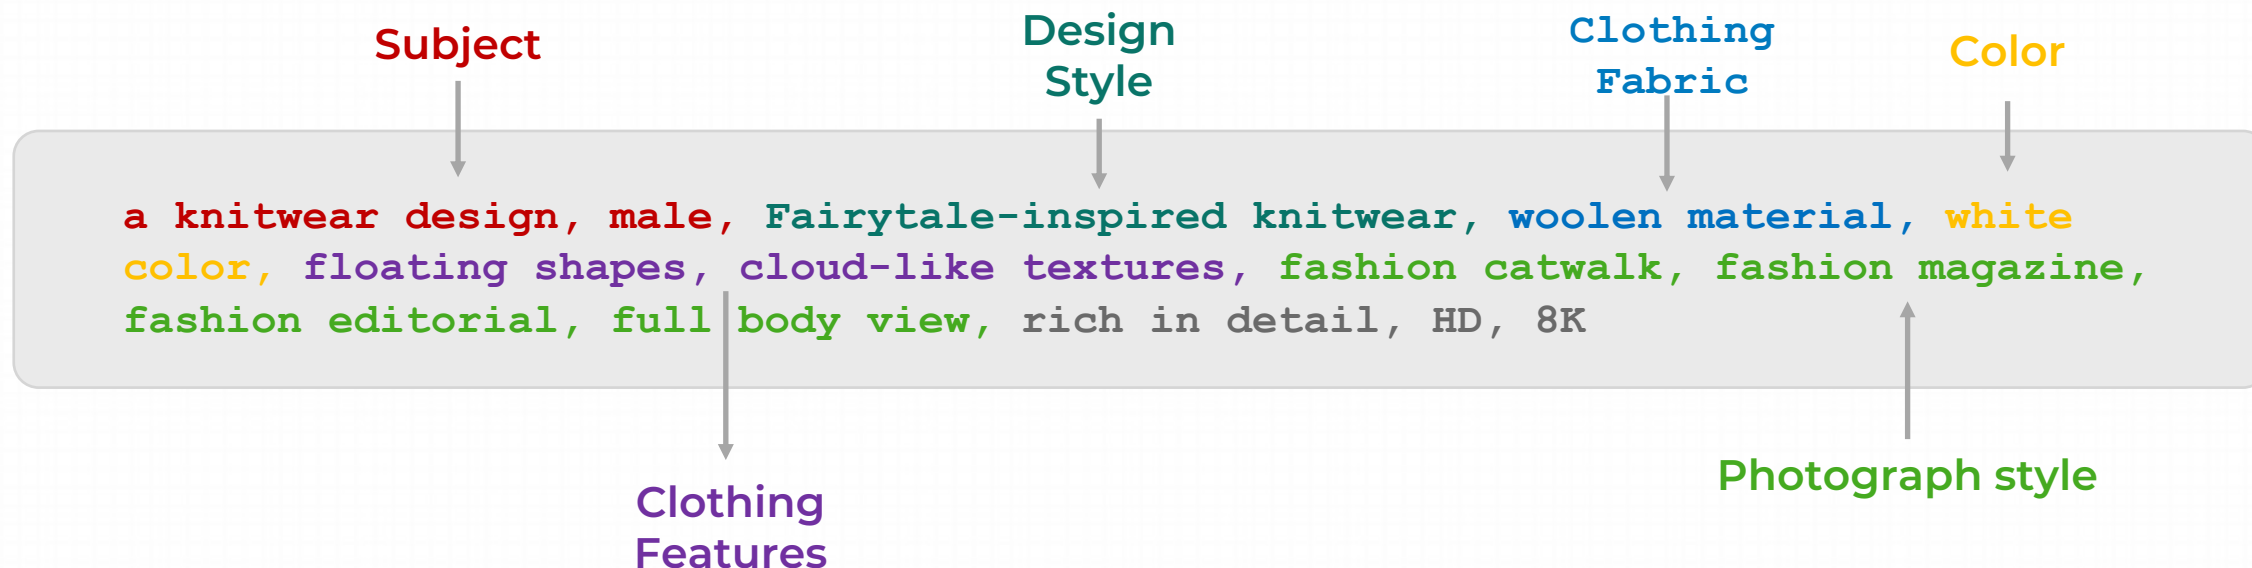 Subject
Design
Style
Clothing
Fabric
Color
a knitwear design, male, Fairytale-inspired knitwear, woolen material, white
color, floating shapes, cloud-like textures, fashion catwalk, fashion magazine,
fashion editorial, full body view, rich in detail, HD, 8K
Clothing
Features
Photograph style